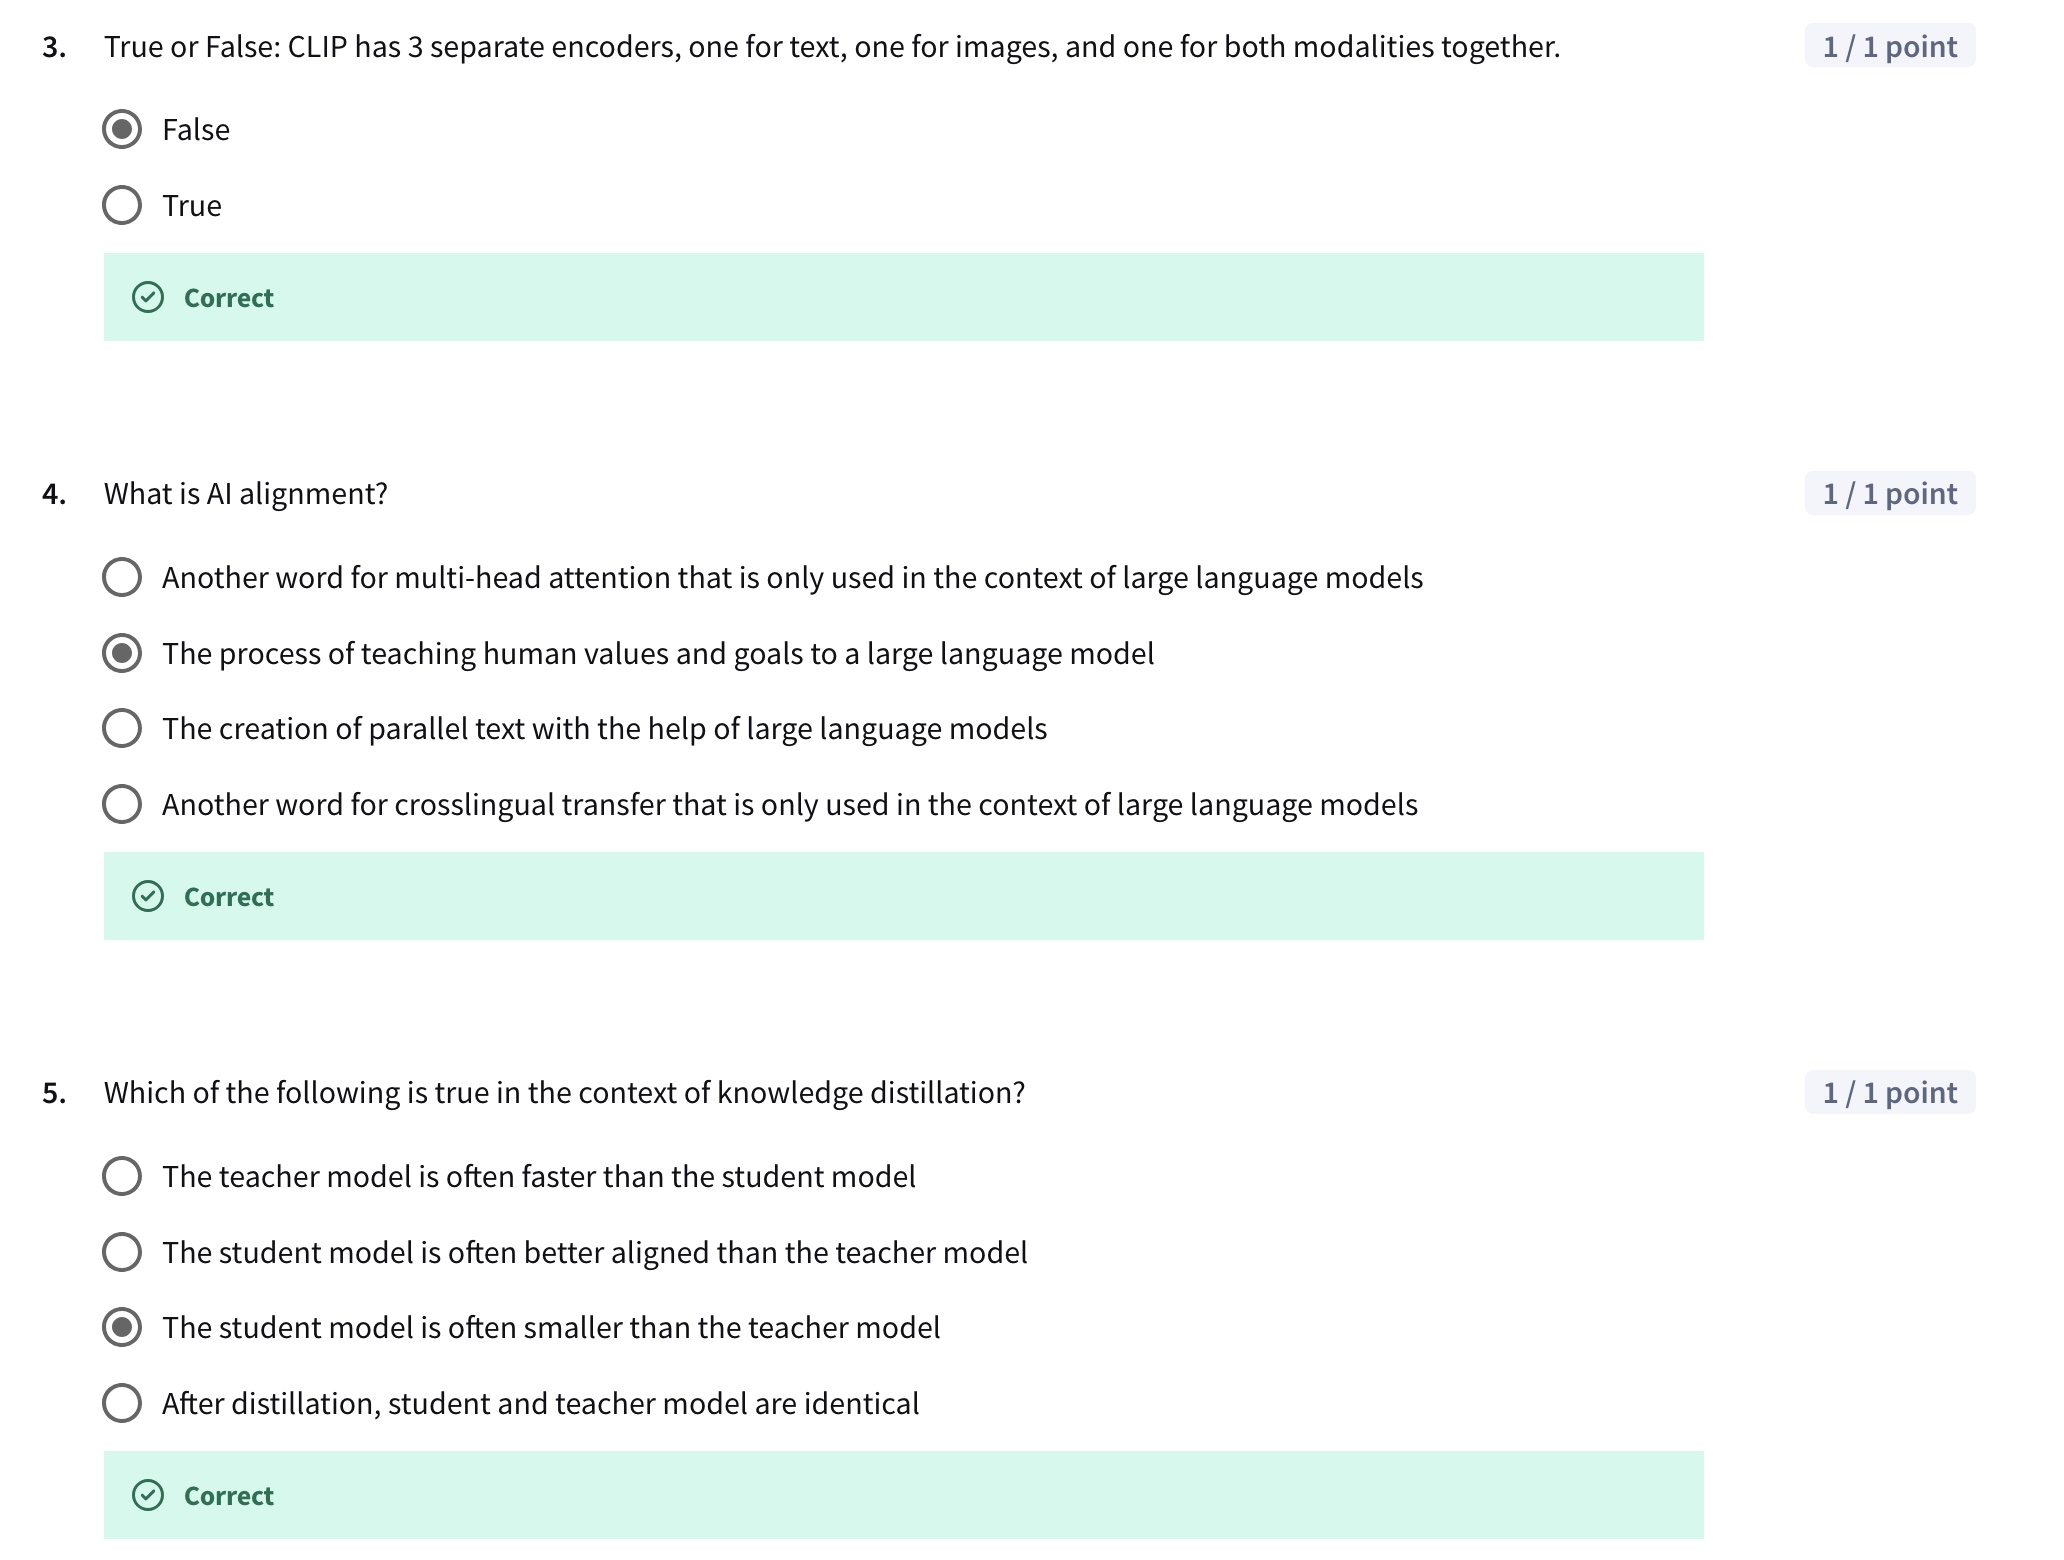 3. True or False: CLIP has 3 separate encoders, one for text, one for images, and one for both modalities together. 1 / 1 point
False
True
Correct
4. What is AI alignment? 1 / 1 point
Another word for multi-head attention that is only used in the context of large language models
The process of teaching human values and goals to a large language model
The creation of parallel text with the help of large language models
Another word for crosslingual transfer that is only used in the context of large language models
Correct
5. Which of the following is true in the context of knowledge distillation? 1 / 1 point
The teacher model is often faster than the student model
The student model is often better aligned than the teacher model
The student model is often smaller than the teacher model
After distillation, student and teacher model are identical
Correct